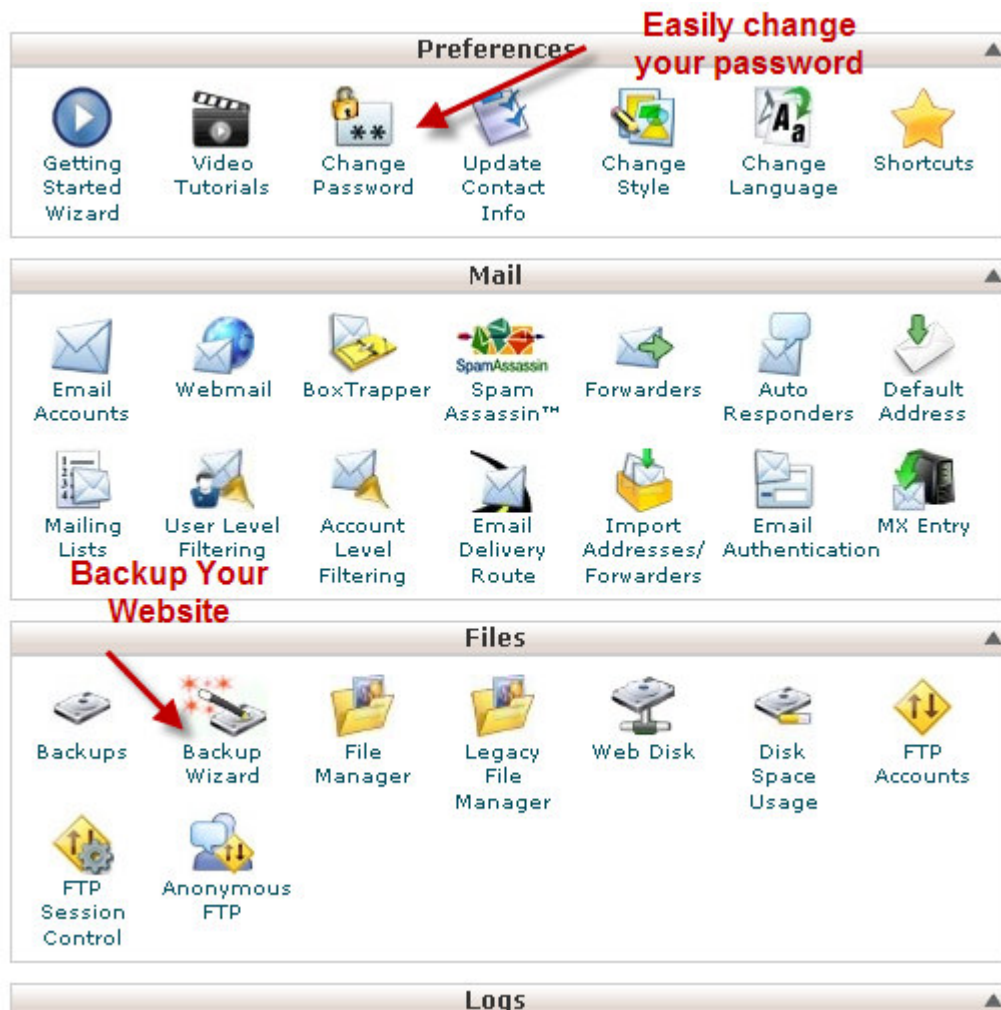 Easily change
your password
Preferences
Getting
Started
Wizard
Video
Tutorials
Change
Password
Update
Contact
Info
Change
Style
Change
Language
Shortcuts
Mail
Email
Accounts
Webmail
BoxTrapper
SpamAssassin
Spam
Assassin™
Forwarders
Auto
Responders
Default
Address
Mailing
Lists
User Level
Filtering
Account
Level
Filtering
Email
Delivery
Route
Import
Addresses/
Forwarders
Email
Authentication
MX Entry
Backup Your
Website
Files
Backups
Backup
Wizard
File
Manager
Legacy
File
Manager
Web Disk
Disk
Space
Usage
FTP
Accounts
FTP
Session
Control
Anonymous
FTP
Logs